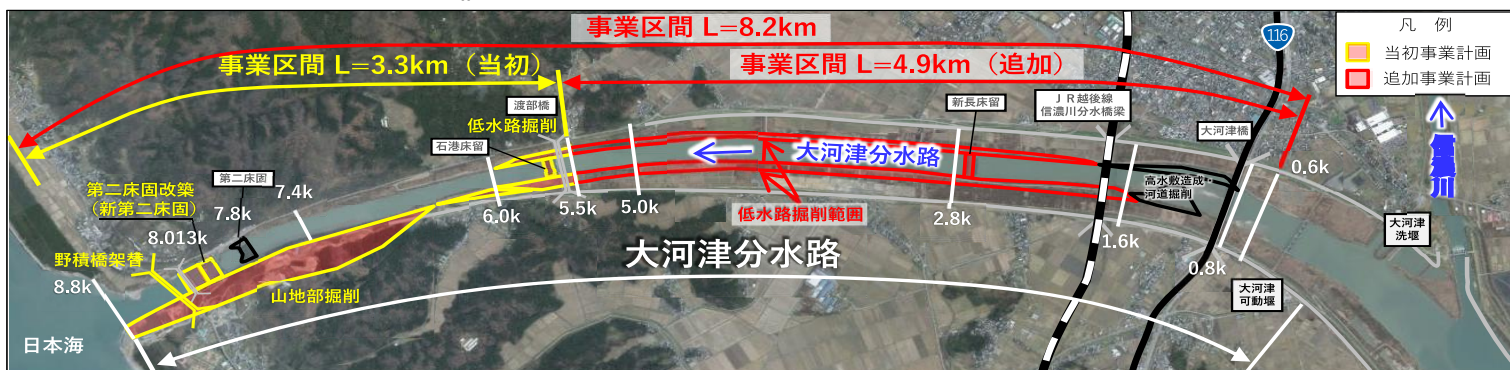 事業区間 L=8.2km
116
凡 例
当初事業計画
追加事業計画
事業区間 L=3.3km(当初)
事業区間 L=4.9km(追加)
渡部橋
低水路掘削
石港床留
新長床留
JR越後線
信濃川分水橋梁
大河津橋
大河津分水路
信濃川
第二床固改築
(新第二床固)
第二床固
7.4k
7.8k
8.013k
6.0k
5.5k
5.0k
低水路掘削範囲
2.8k
高水敷造成・
河道掘削
0.6k
1.6k
0.8k
大河津
洗堰
大河津
可動堰
野積橋架替
8.8k
山地部掘削
大河津分水路
日本海